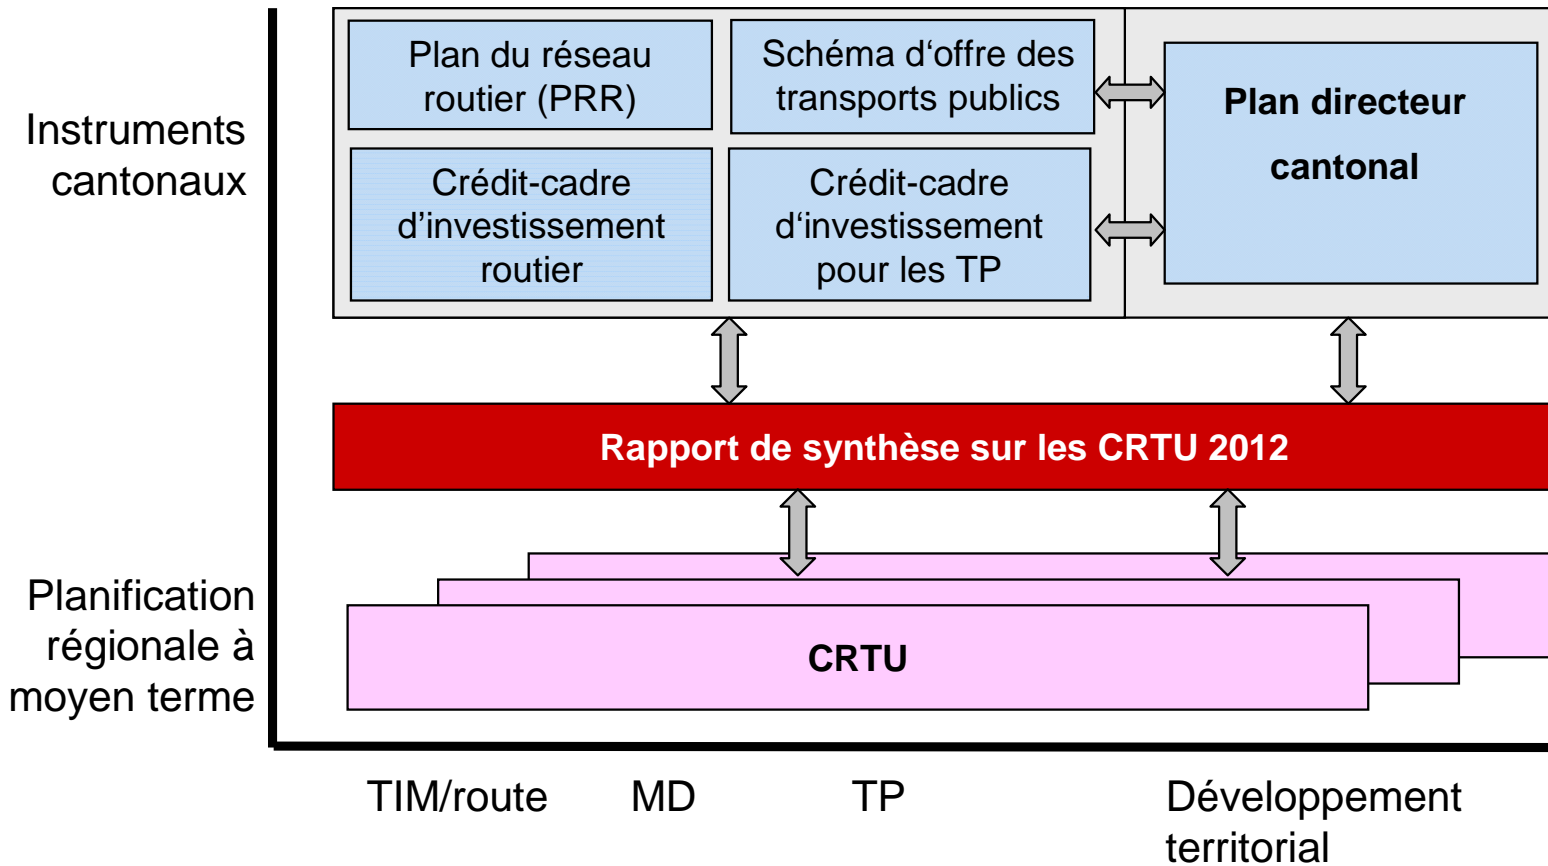 Instruments
cantonaux
Plan du réseau
routier (PRR)
Schéma d‘offre des
transports publics
Crédit-cadre
d’investissement
routier
Crédit-cadre
d‘investissement
pour les TP
Plan directeur
cantonal
Rapport de synthèse sur les CRTU 2012
Planification
régionale à
moyen terme
CRTU
TIM/route
MD
TP
Développement
territorial